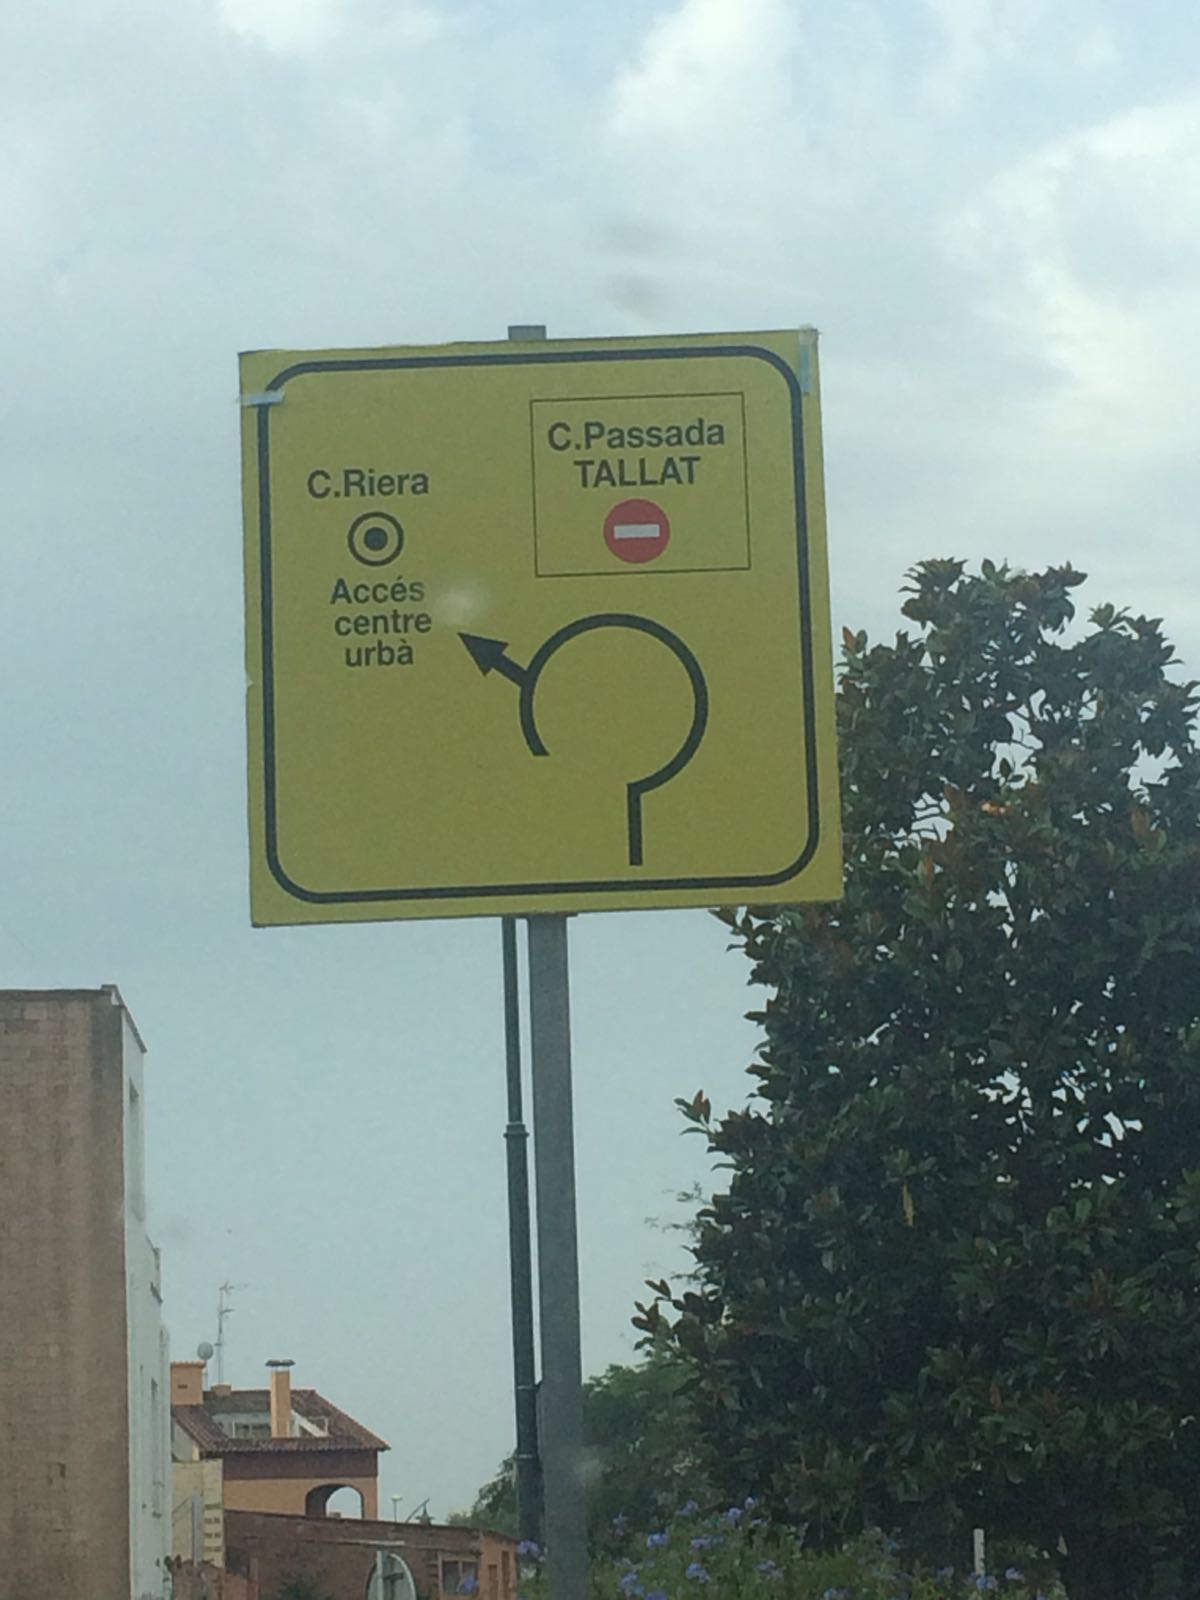 C.Riera
Accés
centre
urbà
C.Passada
TALLAT